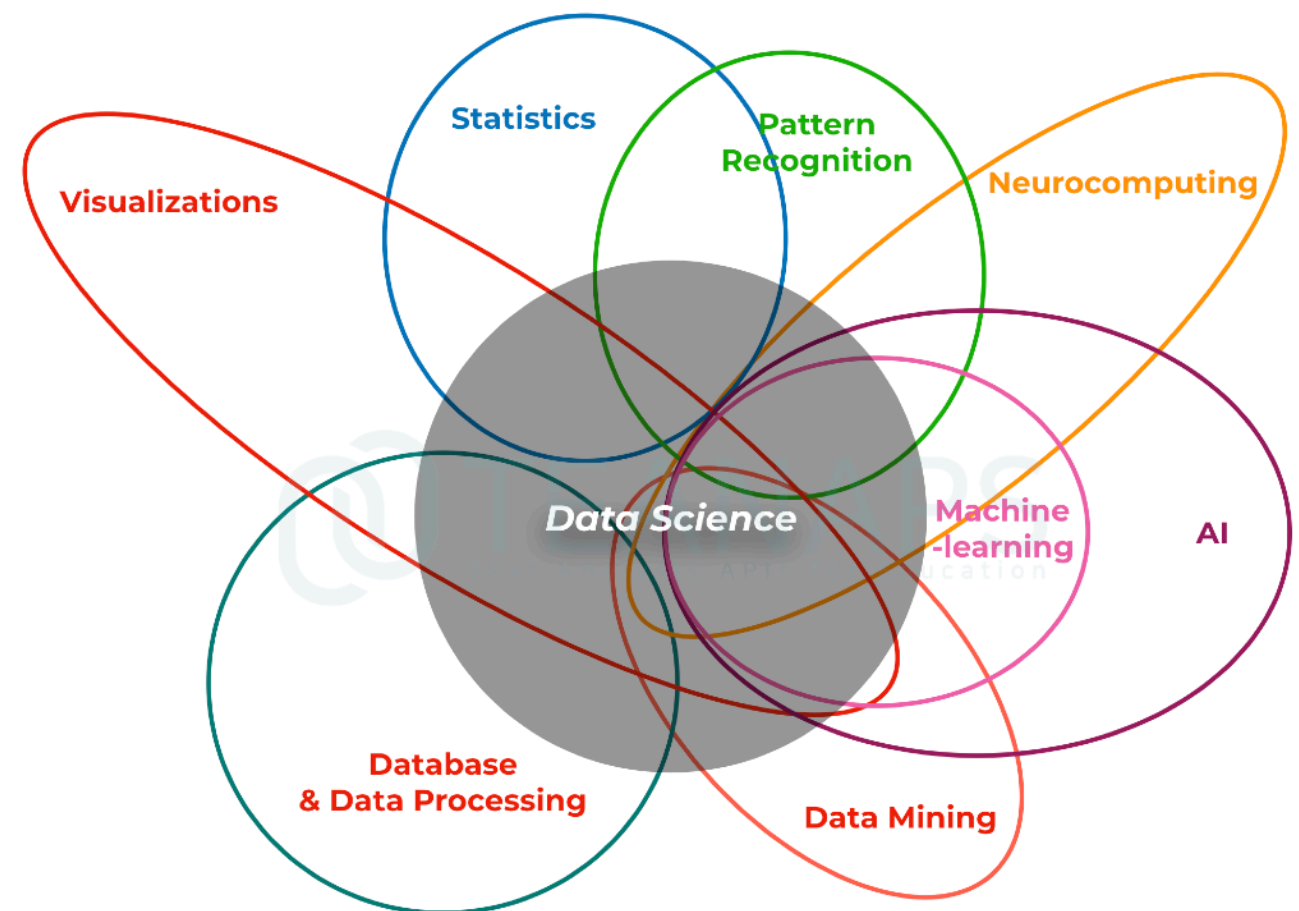 Statistics
Pattern
Recognition
Neurocomputing
Visualizations
Data Science
Machine
-learning
AI
Database
& Data Processing
Data Mining